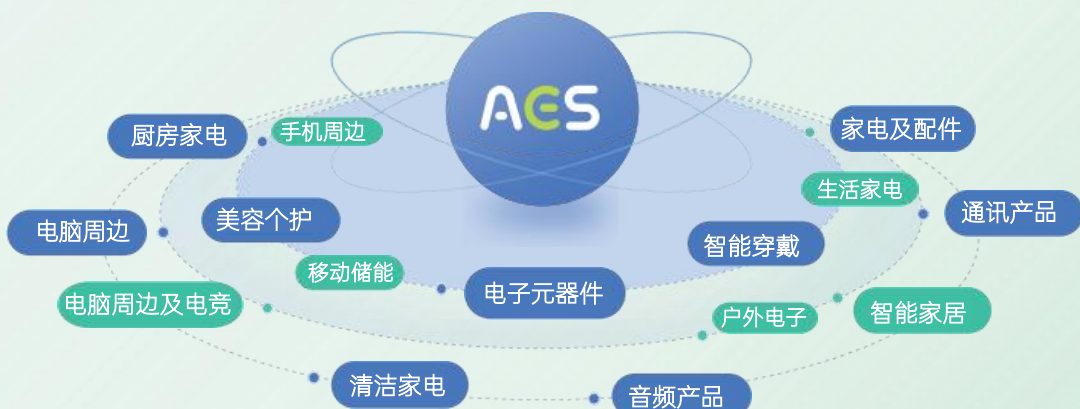 AES
厨房家电
手机周边
家电及配件
生活家电
电脑周边
美容个护
通讯产品
智能穿戴
移动储能
电子元器件
电脑周边及电竞
户外电子
智能家居
清洁家电
音频产品